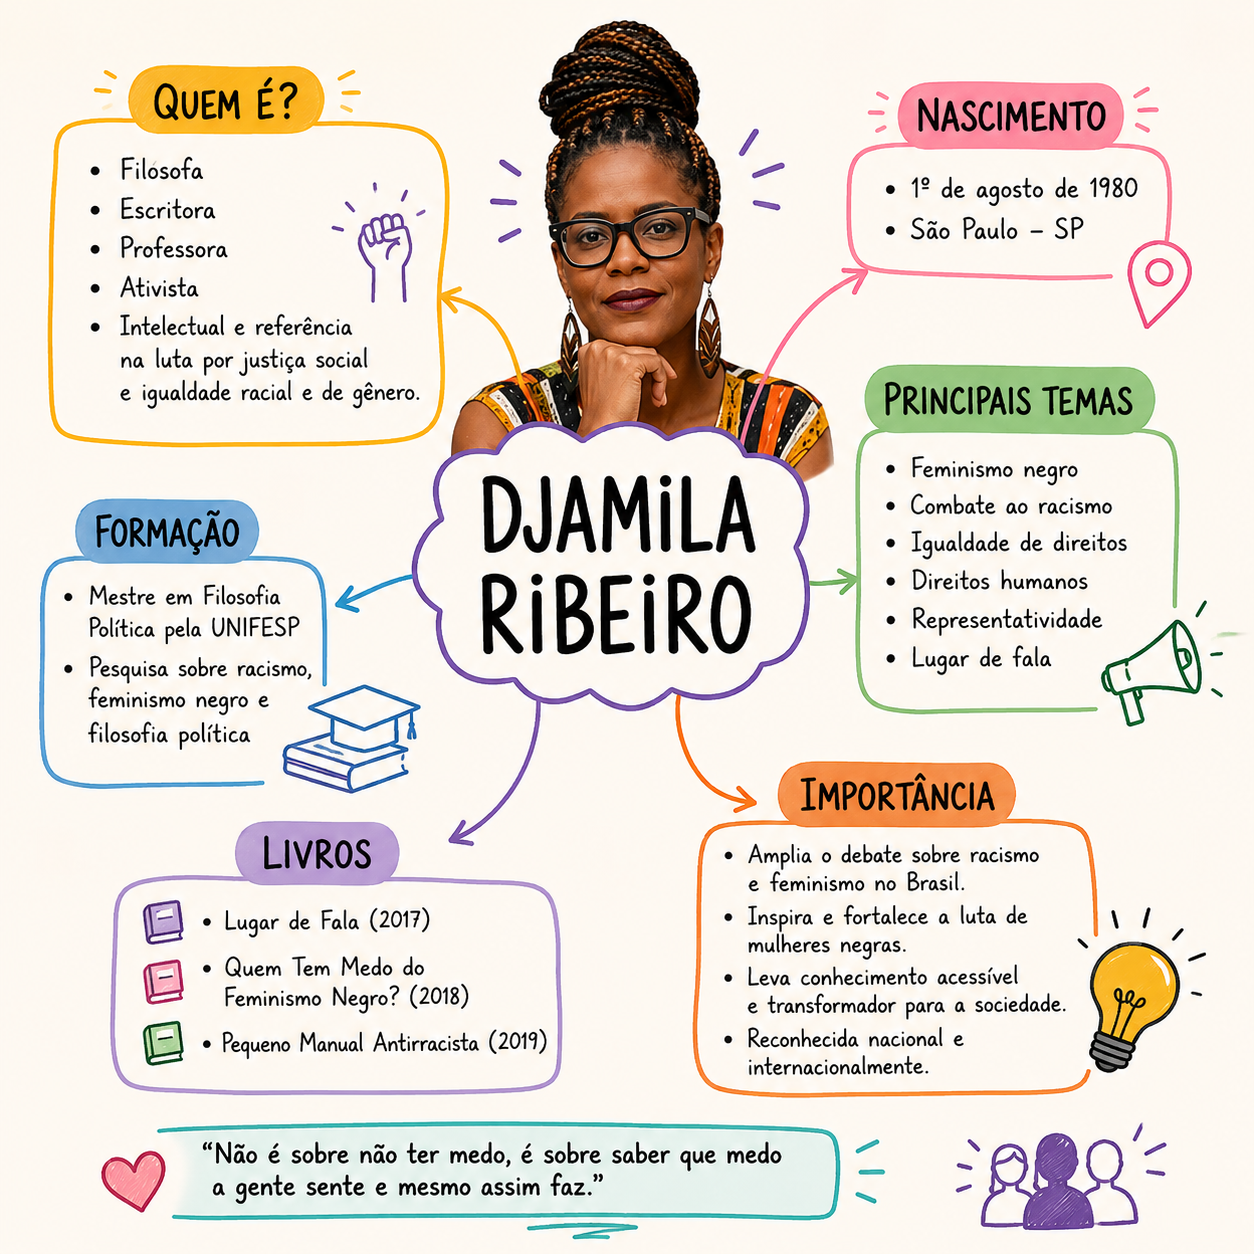 QUEM É?
• Filósofa
• Escritora
• Professora
• Ativista
• Intelectual e referência
na luta por justiça social
e igualdade racial e de gênero.
NASCIMENTO
• 1º de agosto de 1980
• São Paulo – SP
DJAMILA
RIBEIRO
PRINCIPAIS TEMAS
• Feminismo negro
• Combate ao racismo
• Igualdade de direitos
• Direitos humanos
• Representatividade
• Lugar de fala
FORMAÇÃO
• Mestre em Filosofia
Política pela UNIFESP
• Pesquisa sobre racismo,
feminismo negro e
filosofia política
LIVROS
• Lugar de Fala (2017)
• Quem Tem Medo do
Feminismo Negro? (2018)
• Pequeno Manual Antirracista (2019)
IMPORTÂNCIA
• Amplia o debate sobre racismo
e feminismo no Brasil.
• Inspira e fortalece a luta de
mulheres negras.
• Leva conhecimento acessível
e transformador para a sociedade.
• Reconhecida nacional e
internacionalmente.
“Não é sobre não ter medo, é sobre saber que medo
a gente sente e mesmo assim faz.”